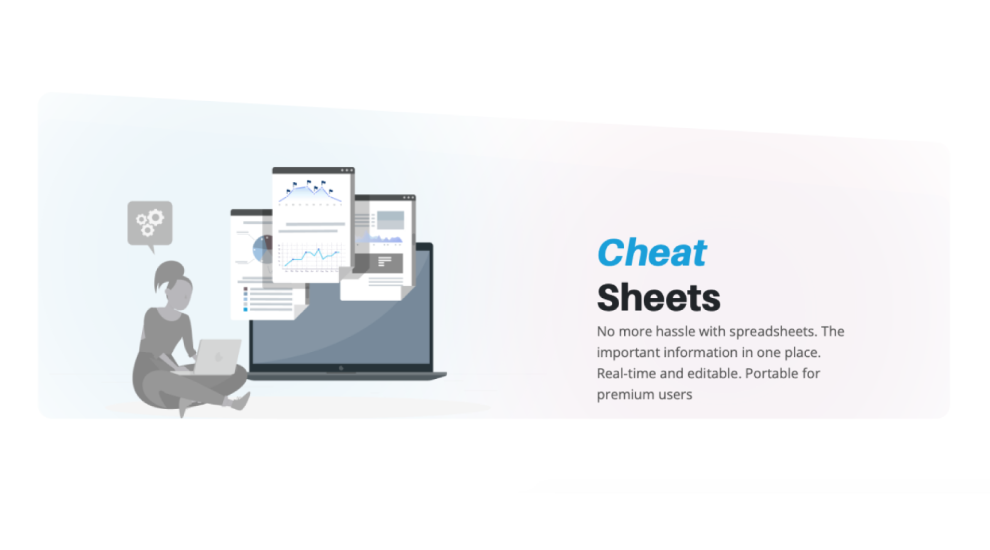 Cheat
Sheets
No more hassle with spreadsheets. The
important information in one place.
Real-time and editable. Portable for
premium users